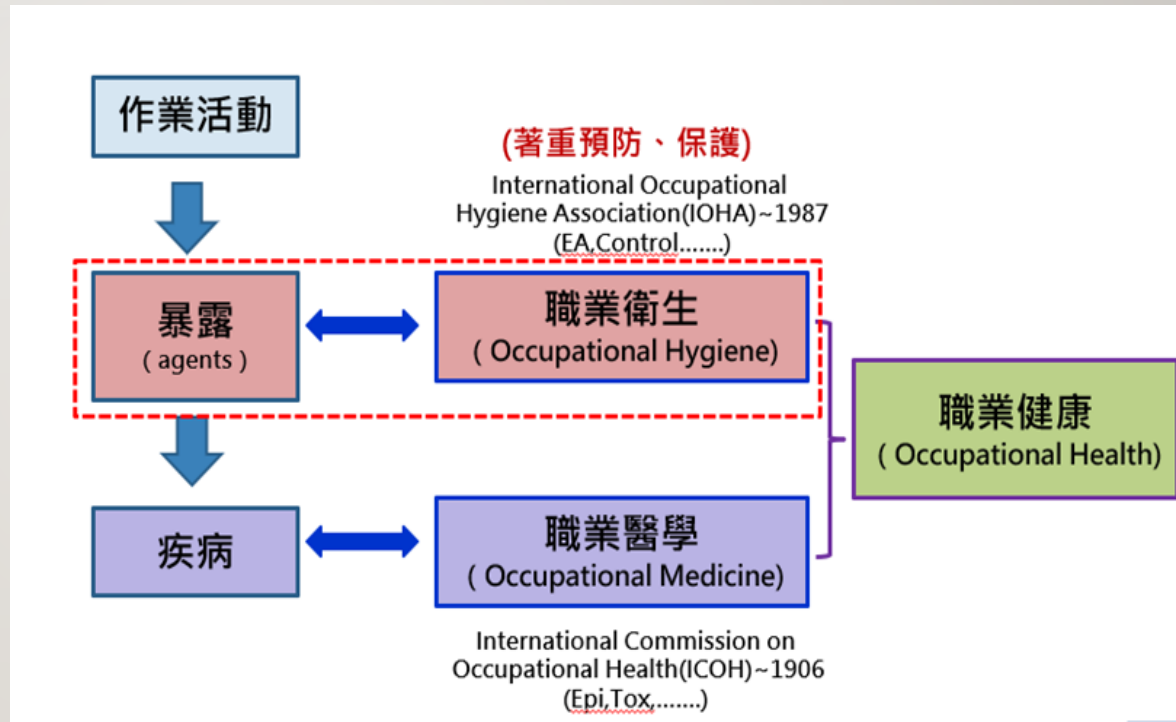 作業活動
(著重預防、保護)
International Occupational
Hygiene Association(IOHA)~1987
(EA,Control.......)
暴露
( agents )
職業衛生
( Occupational Hygiene)
職業健康
( Occupational Health)
疾病
職業醫學
( Occupational Medicine)
International Commission on
Occupational Health(ICOH)~1906
(Epi,Tox,.......)